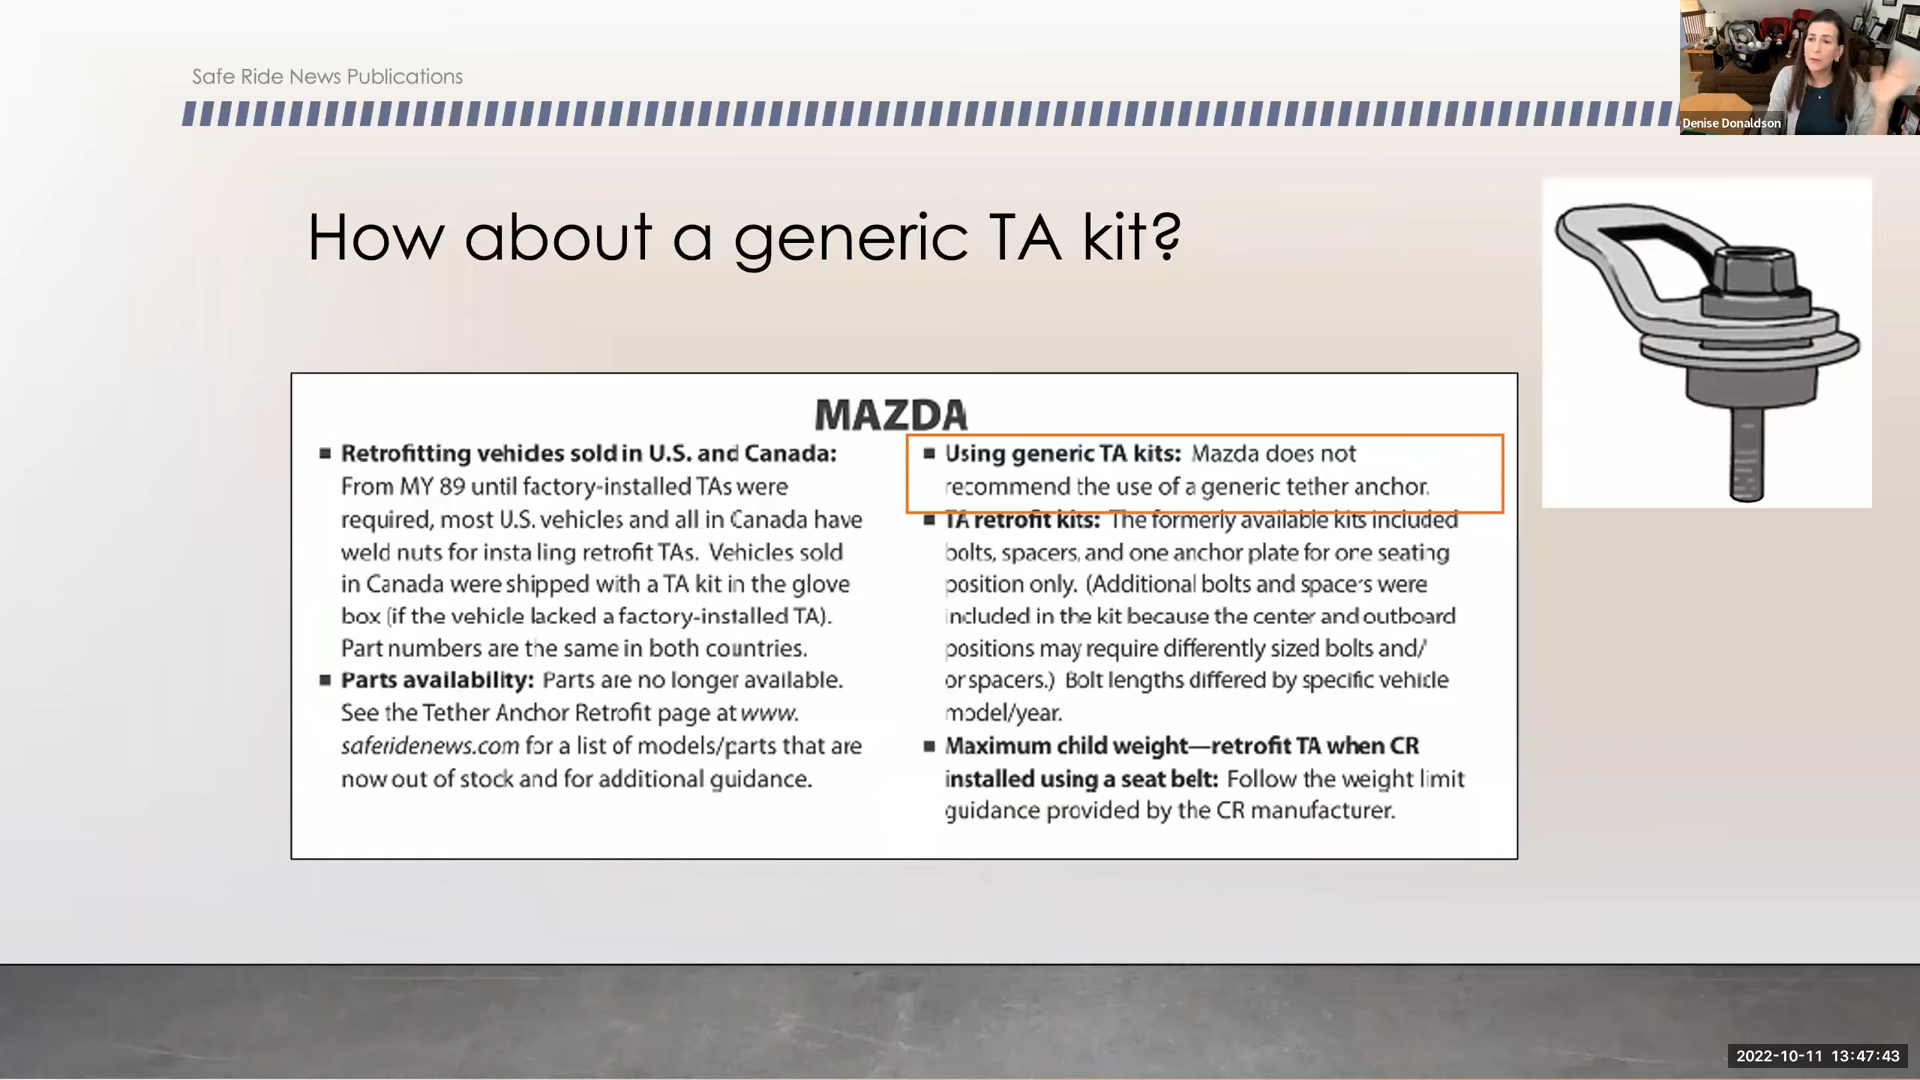 Safe Ride News Publications
Denise Donaldson
How about a generic TA kit?
MAZDA
■ Retrofitting vehicles sold in U.S. and Canada:
From MY 89 until factory-installed TAs were
required, most U.S. vehicles and all in Canada have
weld nuts for installing retrofit TAs. Vehicles sold
in Canada were shipped with a TA kit in the glove
box (if the vehicle lacked a factory-installed TA).
Part numbers are the same in both countries.
■ Parts availability: Parts are no longer available.
See the Tether Anchor Retrofit page at www.
saferidenews.com for a list of models/parts that are
now out of stock and for additional guidance.
■ Using generic TA kits: Mazda does not
recommend the use of a generic tether anchor.
■ TA retrofit kits: The formerly available kits included
bolts, spacers, and one anchor plate for one seating
position only. (Additional bolts and spacers were
included in the kit because the center and outboard
positions may require differently sized bolts and/
or spacers.) Bolt lengths differed by specific vehicle
model/year.
■ Maximum child weight—retrofit TA when CR
installed using a seat belt: Follow the weight limit
guidance provided by the CR manufacturer.
2022-10-11 13:47:43